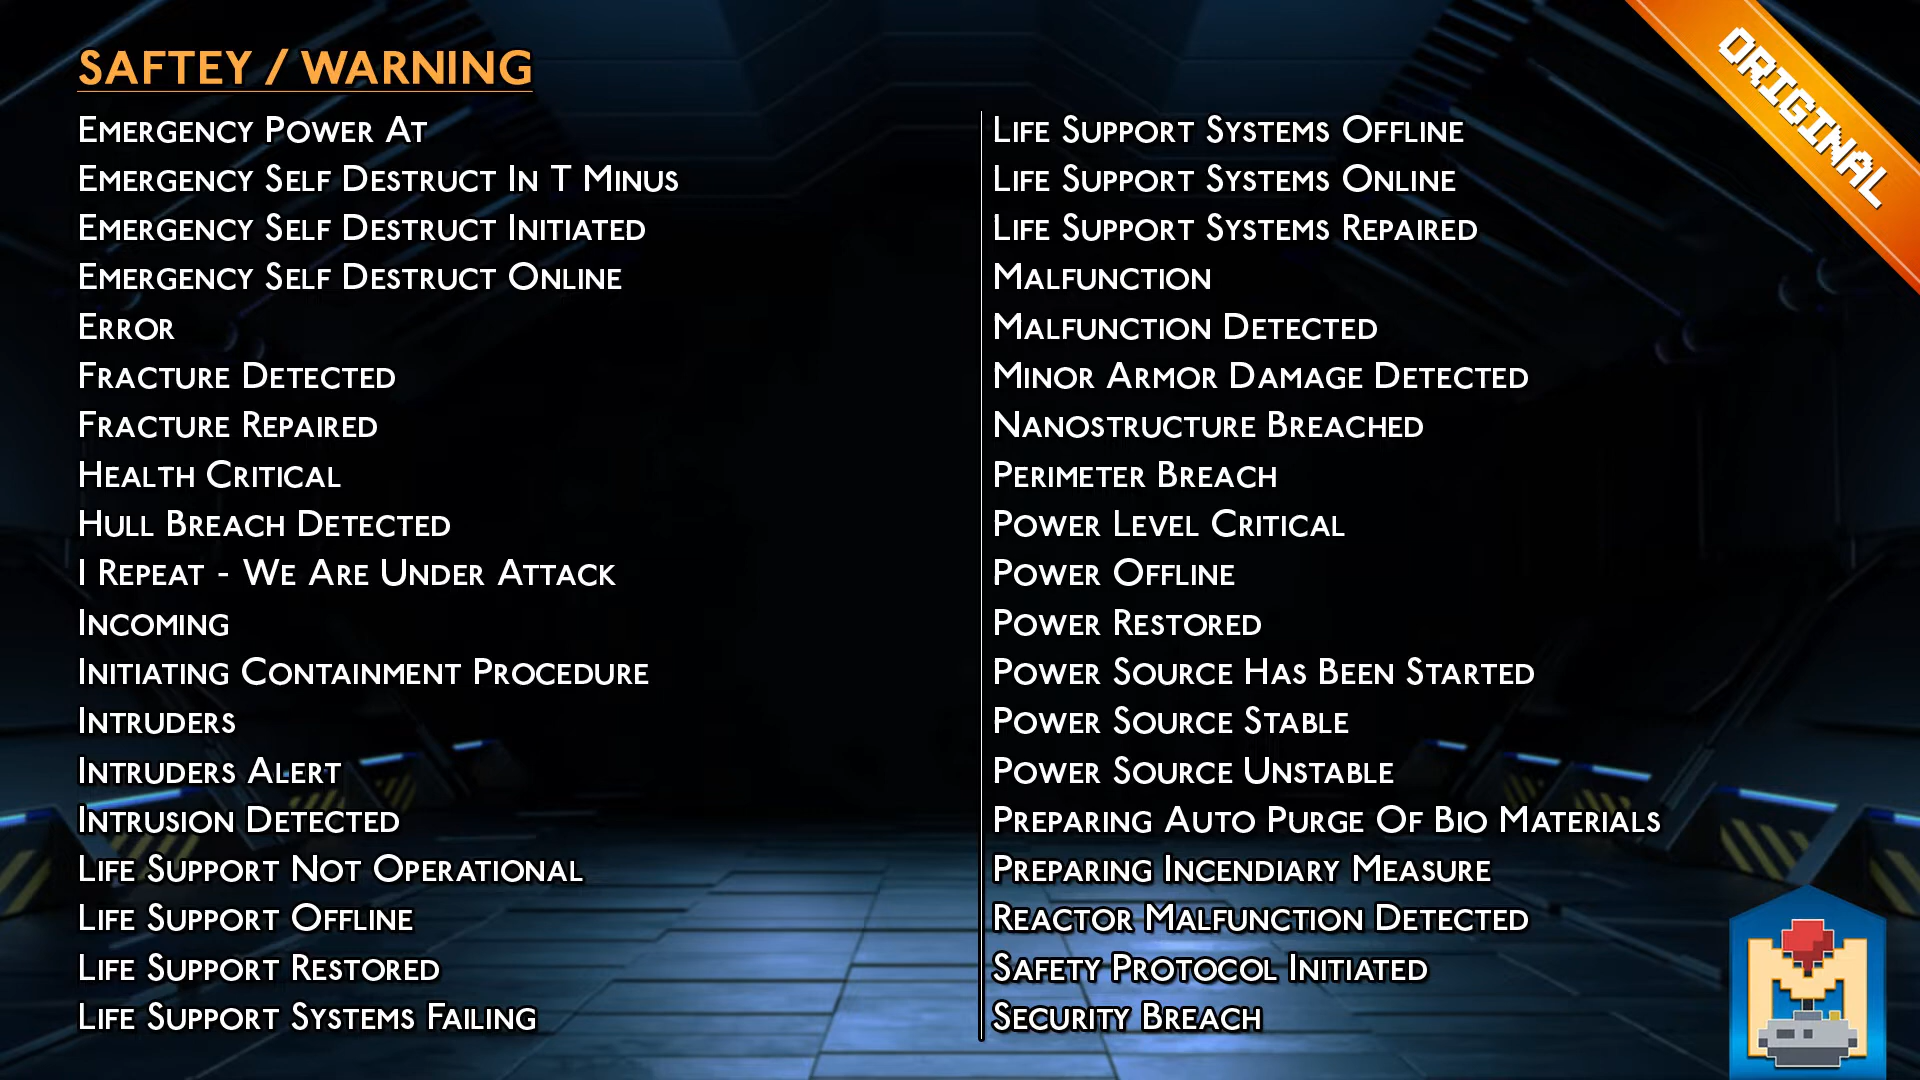 SAFTEY / WARNING
EMERGENCY POWER AT
EMERGENCY SELF DESTRUCT IN T MINUS
EMERGENCY SELF DESTRUCT INITIATED
EMERGENCY SELF DESTRUCT ONLINE
ERROR
FRACTURE DETECTED
FRACTURE REPAIRED
HEALTH CRITICAL
HULL BREACH DETECTED
I REPEAT - WE ARE UNDER ATTACK
INCOMING
INITIATING CONTAINMENT PROCEDURE
INTRUDERS
INTRUDERS ALERT
INTRUSION DETECTED
LIFE SUPPORT NOT OPERATIONAL
LIFE SUPPORT OFFLINE
LIFE SUPPORT RESTORED
LIFE SUPPORT SYSTEMS FAILING
LIFE SUPPORT SYSTEMS OFFLINE
LIFE SUPPORT SYSTEMS ONLINE
LIFE SUPPORT SYSTEMS REPAIRED
MALFUNCTION
MALFUNCTION DETECTED
MINOR ARMOR DAMAGE DETECTED
NANOSTRUCTURE BREACHED
PERIMETER BREACH
POWER LEVEL CRITICAL
POWER OFFLINE
POWER RESTORED
POWER SOURCE HAS BEEN STARTED
POWER SOURCE STABLE
POWER SOURCE UNSTABLE
PREPARING AUTO PURGE OF BIO MATERIALS
PREPARING INCENDIARY MEASURE
REACTOR MALFUNCTION DETECTED
SAFETY PROTOCOL INITIATED
SECURITY BREACH
ORIGINAL